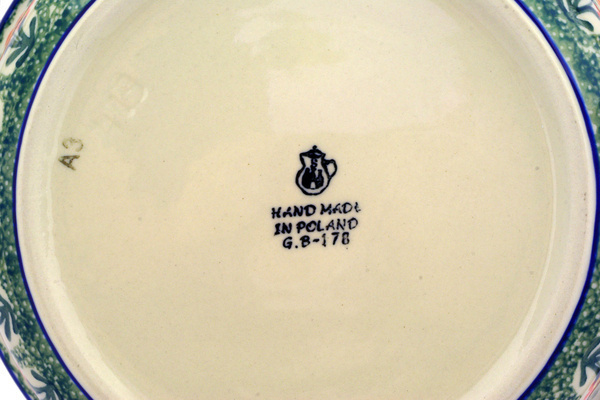 HAND MADE
IN POLAND
G.B-178
A3